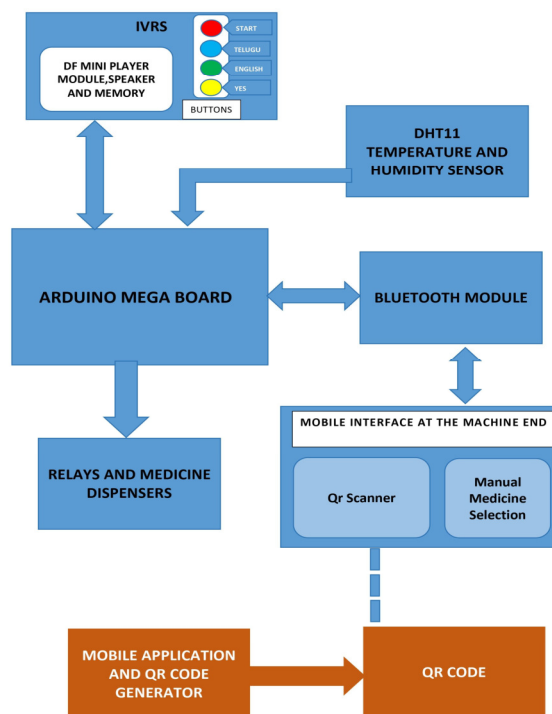 IVRS
DF MINI PLAYER
MODULE,SPEAKER
AND MEMORY
START
TELUGU
ENGLISH
YES
BUTTONS
DHT11
TEMPERATURE AND
HUMIDITY SENSOR
ARDUINO MEGA BOARD
BLUETOOTH MODULE
MOBILE INTERFACE AT THE MACHINE END
RELAYS AND MEDICINE
DISPENSERS
Qr Scanner
Manual
Medicine
Selection
MOBILE APPLICATION
AND QR CODE
GENERATOR
QR CODE